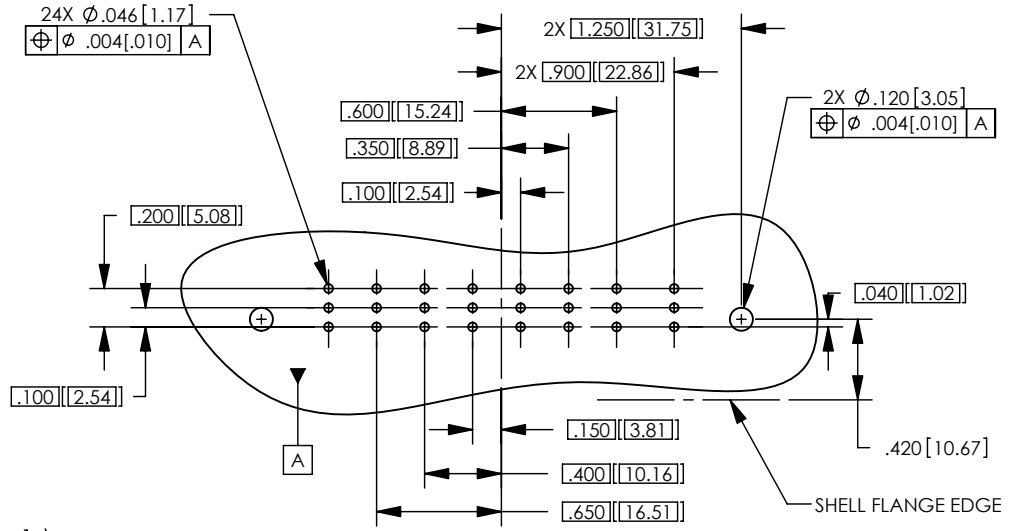 24X Ø.046[1.17]
⌖ Ø .004[.010] A
2X 1.250[31.75]
2X .900[22.86]
.600[15.24]
.350[8.89]
.100[2.54]
2X Ø.120[3.05]
⌖ Ø .004[.010] A
.200[5.08]
.040[1.02]
.100[2.54]
A
.150[3.81]
.400[10.16]
.650[16.51]
.420[10.67]
SHELL FLANGE EDGE